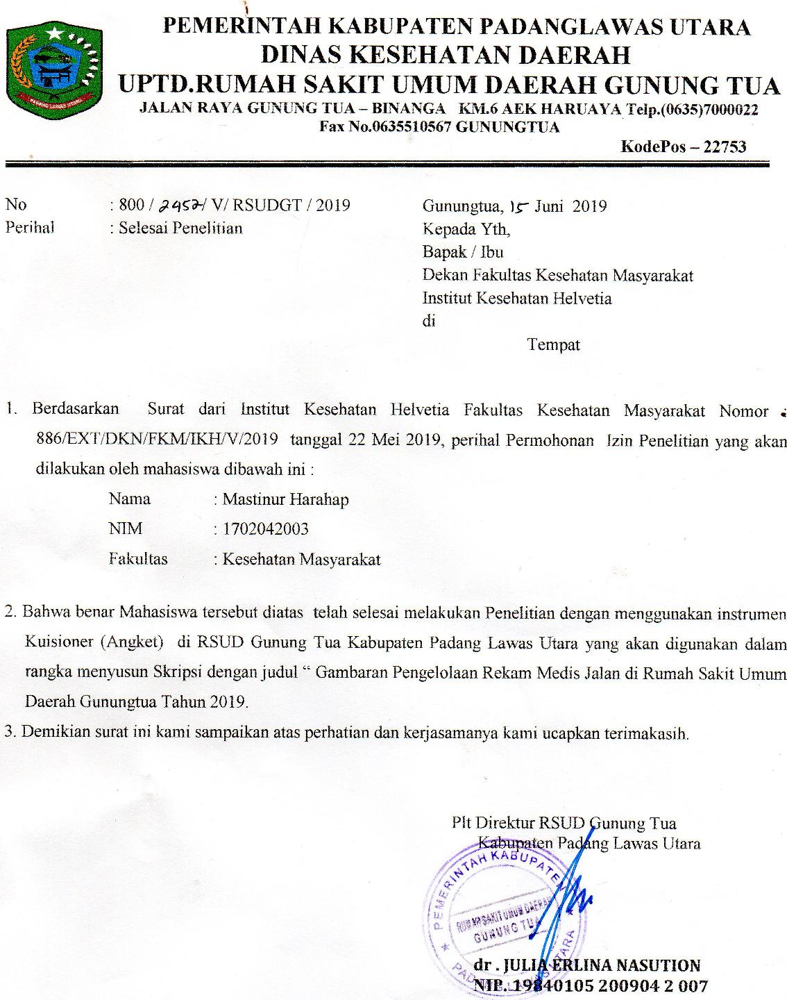 PEMERINTAH KABUPATEN PADANGLAWAS UTARA
DINAS KESEHATAN DAERAH
UPTD.RUMAH SAKIT UMUM DAERAH GUNUNG TUA
JALAN RAYA GUNUNG TUA – BINANGA KM.6 AEK HARUAYA Telp.(0635)7000022
Fax No.0635510567 GUNUNGTUA
KodePos – 22753
PADANG LAWAS UTARA
No : 800 / 2452/ V/ RSUDGT / 2019
Perihal : Selesai Penelitian
Gunungtua, 15 Juni 2019
Kepada Yth,
Bapak / Ibu
Dekan Fakultas Kesehatan Masyarakat
Institut Kesehatan Helvetia
di
Tempat
1. Berdasarkan Surat dari Institut Kesehatan Helvetia Fakultas Kesehatan Masyarakat Nomor :
886/EXT/DKN/FKM/IKH/V/2019 tanggal 22 Mei 2019, perihal Permohonan Izin Penelitian yang akan
dilakukan oleh mahasiswa dibawah ini :
Nama : Mastinur Harahap
NIM : 1702042003
Fakultas : Kesehatan Masyarakat
2. Bahwa benar Mahasiswa tersebut diatas telah selesai melakukan Penelitian dengan menggunakan instrumen
Kuisioner (Angket) di RSUD Gunung Tua Kabupaten Padang Lawas Utara yang akan digunakan dalam
rangka menyusun Skripsi dengan judul “ Gambaran Pengelolaan Rekam Medis Jalan di Rumah Sakit Umum
Daerah Gunungtua Tahun 2019.
3. Demikian surat ini kami sampaikan atas perhatian dan kerjasamanya kami ucapkan terimakasih.
Plt Direktur RSUD Gunung Tua
Kabupaten Padang Lawas Utara
PEMERINTAH KABUPATEN
RUMAH SAKIT UMUM DAERAH
GUNUNG TUA
PADANG LAWAS UTARA
dr . JULIA ERLINA NASUTION
NIP. 19840105 200904 2 007